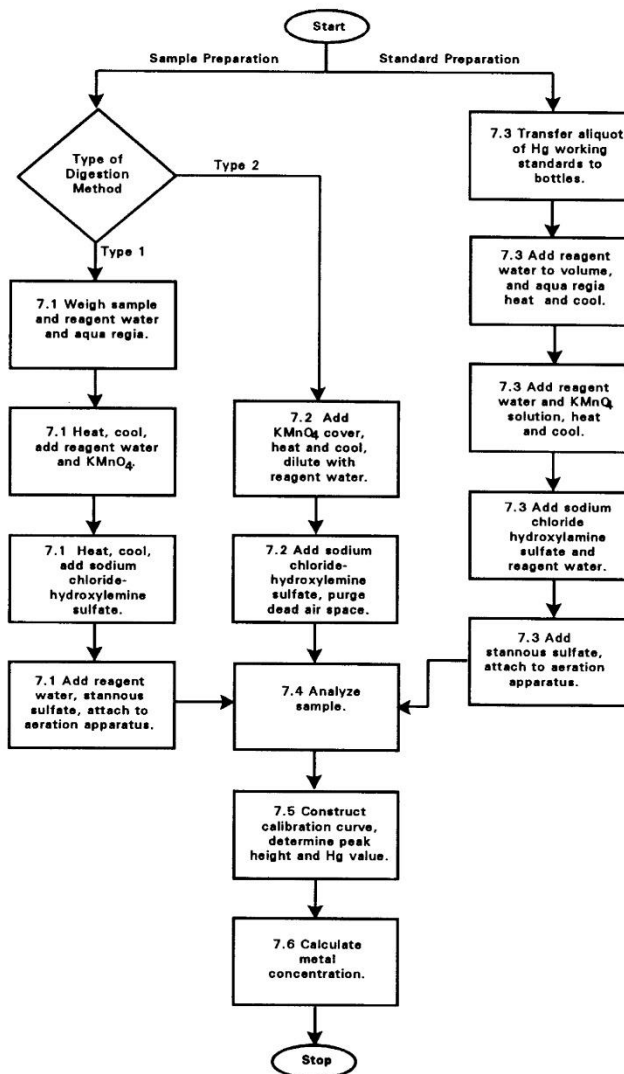 Start
Sample Preparation
Standard Preparation
Type of
Digestion
Method
Type 2
Type 1
7.1 Weigh sample
and reagent water
and aqua regia.
7.1 Heat, cool,
add reagent water
and KMnO4.
7.1 Heat, cool,
add sodium
chloride-
hydroxylemine
sulfate.
7.1 Add reagent
water, stannous
sulfate, attach to
aeration apparatus.
7.2 Add
KMnO4 cover,
heat and cool,
dilute with
reagent water.
7.2 Add sodium
chloride-
hydroxylemine
sulfate, purge
dead air space.
7.3 Transfer aliquot
of Hg working
standards to
bottles.
7.3 Add reagent
water to volume,
and aqua regia
heat and cool.
7.3 Add reagent
water and KMnO4
solution, heat
and cool.
7.3 Add sodium
chloride
hydroxylamine
sulfate and
reagent water.
7.3 Add
stannous sulfate,
attach to aeration
apparatus.
7.4 Analyze
sample.
7.5 Construct
calibration curve,
determine peak
height and Hg value.
7.6 Calculate
metal
concentration.
Stop